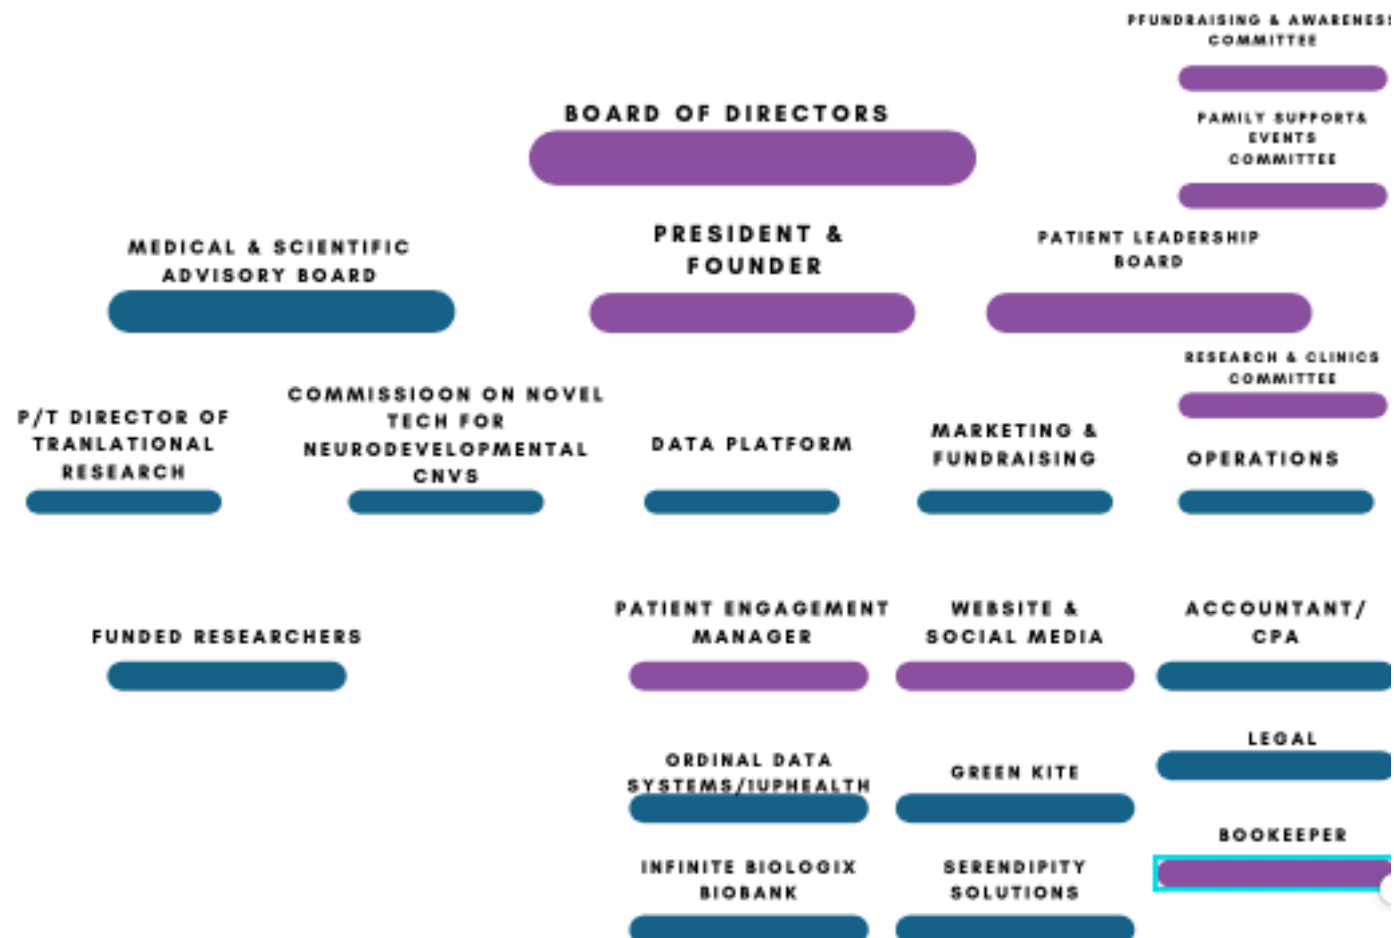 PFUNDRAISING & AWARENESS
COMMITTEE
BOARD OF DIRECTORS
PAMILY SUPPORT&
EVENTS
COMMITTEE
MEDICAL & SCIENTIFIC
ADVISORY BOARD
PRESIDENT &
FOUNDER
PATIENT LEADERSHIP
BOARD
RESEARCH & CLINICS
COMMITTEE
P/T DIRECTOR OF
TRANLATIONAL
RESEARCH
COMMISSIOON ON NOVEL
TECH FOR
NEURODEVELOPMENTAL
CNVS
DATA PLATFORM
MARKETING &
FUNDRAISING
OPERATIONS
FUNDED RESEARCHERS
PATIENT ENGAGEMENT
MANAGER
WEBSITE &
SOCIAL MEDIA
ACCOUNTANT/
CPA
ORDINAL DATA
SYSTEMS/1UPHEALTH
GREEN KITE
LEGAL
BOOKEEPER
INFINITE BIOLOGIX
BIOBANK
SERENDIPITY
SOLUTIONS